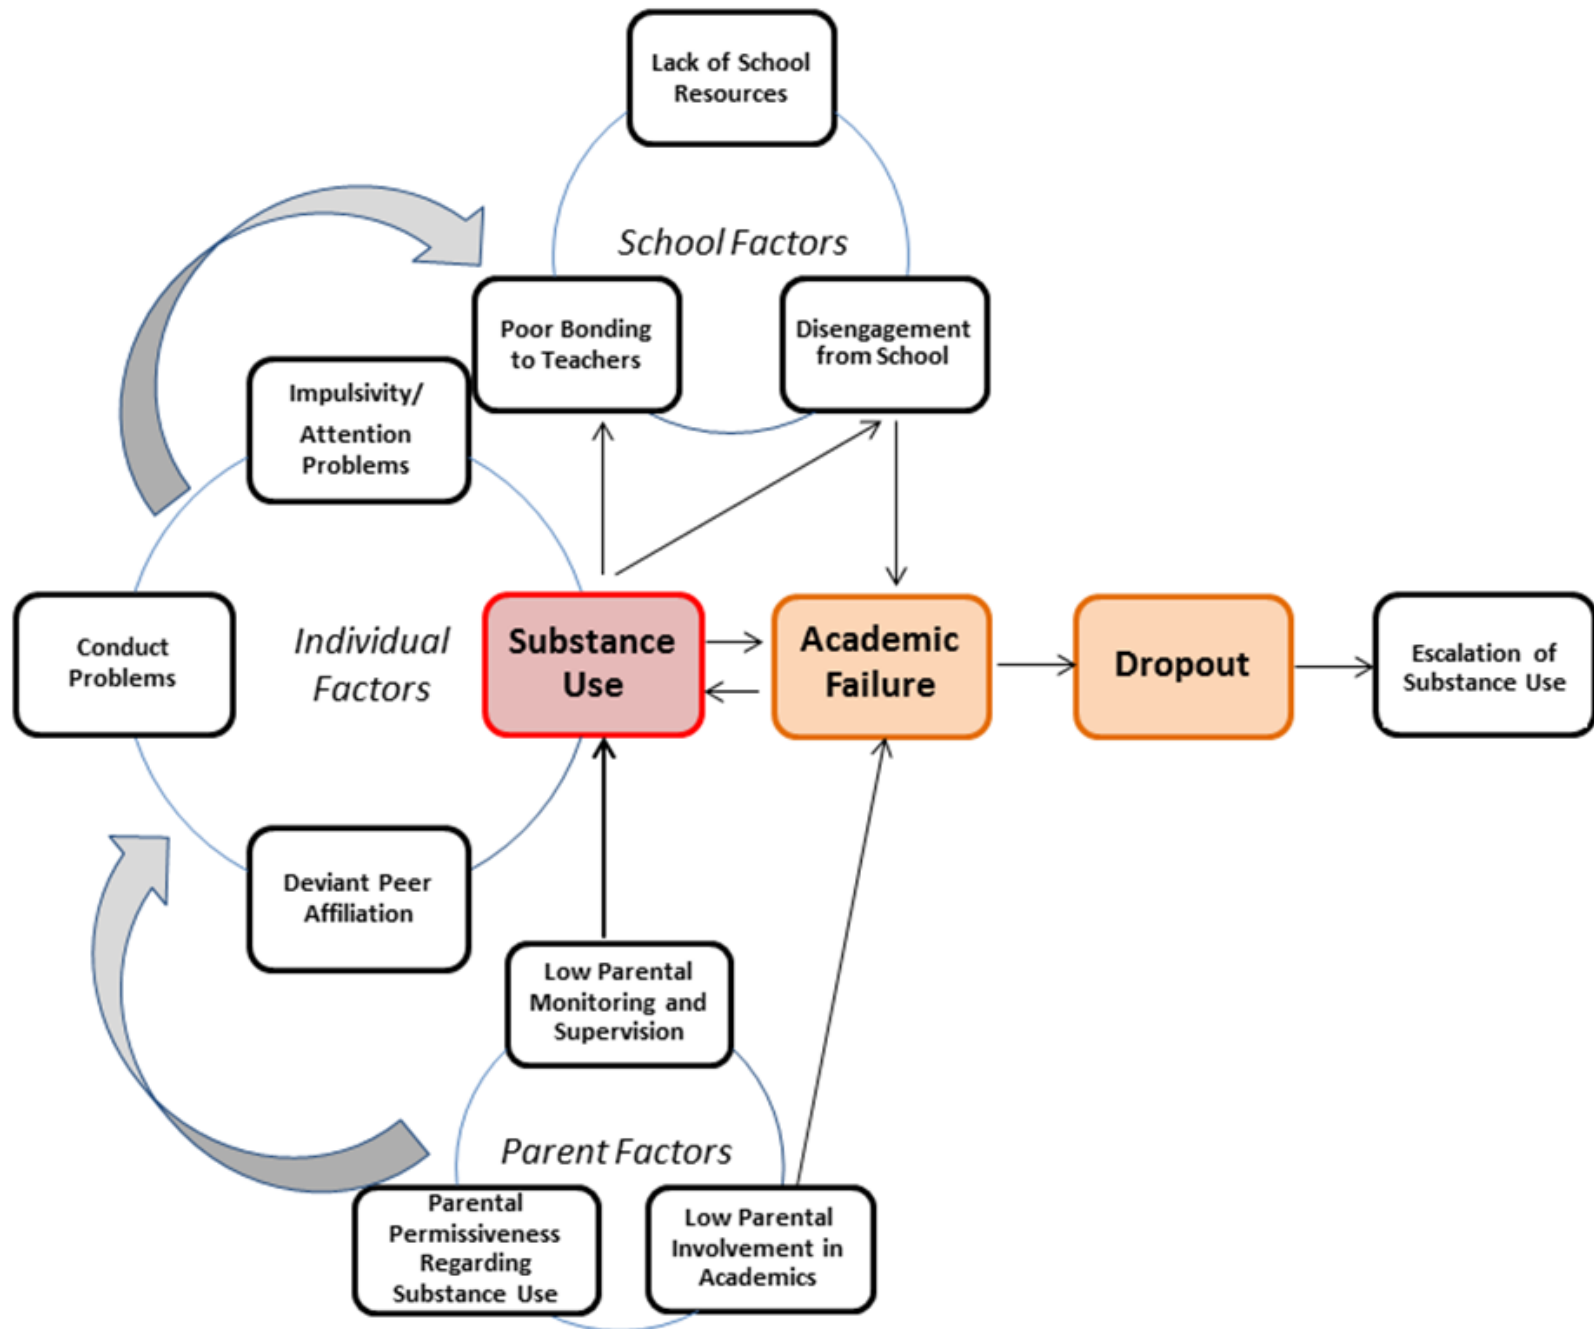 Lack of School
Resources
School Factors
Poor Bonding
to Teachers
Disengagement
from School
Impulsivity/
Attention
Problems
Conduct
Problems
Individual
Factors
Substance
Use
Academic
Failure
Dropout
Escalation of
Substance Use
Deviant Peer
Affiliation
Low Parental
Monitoring and
Supervision
Parent Factors
Parental
Permissiveness
Regarding
Substance Use
Low Parental
Involvement in
Academics